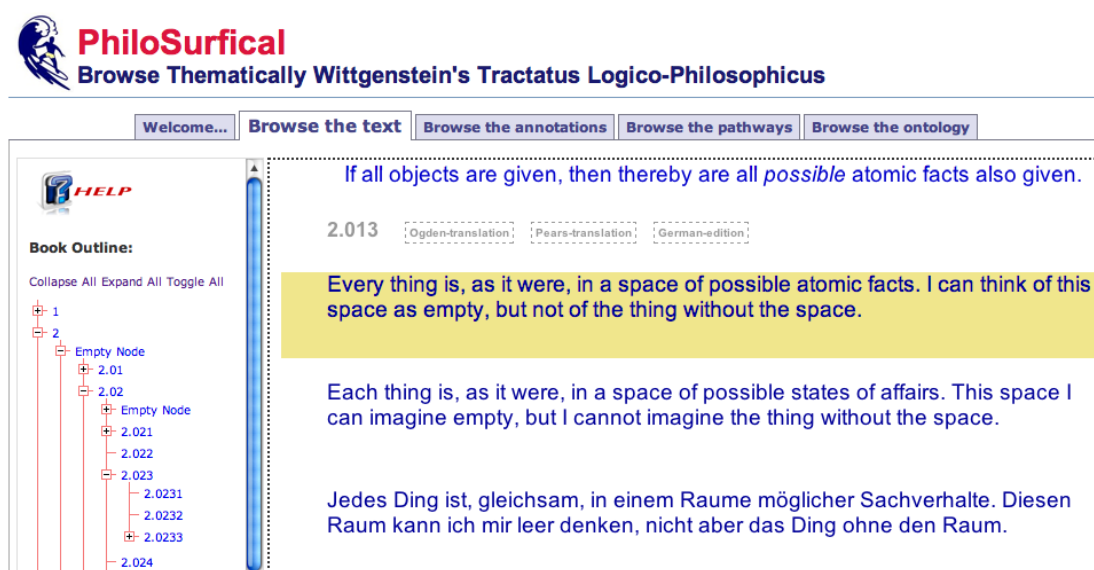 PhiloSurfical
Browse Thematically Wittgenstein's Tractatus Logico-Philosophicus
Welcome... Browse the text Browse the annotations Browse the pathways Browse the ontology
HELP
Book Outline:
Collapse All Expand All Toggle All
1
2
Empty Node
2.01
2.02
Empty Node
2.021
2.022
2.023
2.0231
2.0232
2.0233
2.024
If all objects are given, then thereby are all possible atomic facts also given.
2.013 Ogden-translation Pears-translation German-edition
Every thing is, as it were, in a space of possible atomic facts. I can think of this
space as empty, but not of the thing without the space.
Each thing is, as it were, in a space of possible states of affairs. This space I
can imagine empty, but I cannot imagine the thing without the space.
Jedes Ding ist, gleichsam, in einem Raume möglicher Sachverhalte. Diesen
Raum kann ich mir leer denken, nicht aber das Ding ohne den Raum.